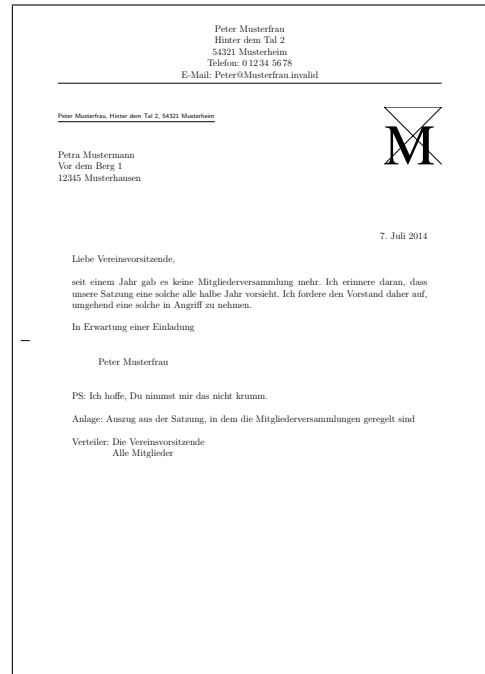 Peter Musterfrau
Hinter dem Tal 2
54321 Musterheim
Telefon: 0 12 34 56 78
E-Mail: Peter@Musterfrau.invalid
Peter Musterfrau, Hinter dem Tal 2, 54321 Musterheim
M
Petra Mustermann
Vor dem Berg 1
12345 Musterhausen
7. Juli 2014
Liebe Vereinsvorsitzende,
seit einem Jahr gab es keine Mitgliederversammlung mehr. Ich erinnere daran, dass
unsere Satzung eine solche alle halbe Jahr vorsieht. Ich fordere den Vorstand daher auf,
umgehend eine solche in Angriff zu nehmen.
In Erwartung einer Einladung
Peter Musterfrau
PS: Ich hoffe, Du nimmst mir das nicht krumm.
Anlage: Auszug aus der Satzung, in dem die Mitgliederversammlungen geregelt sind
Verteiler: Die Vereinsvorsitzende
Alle Mitglieder